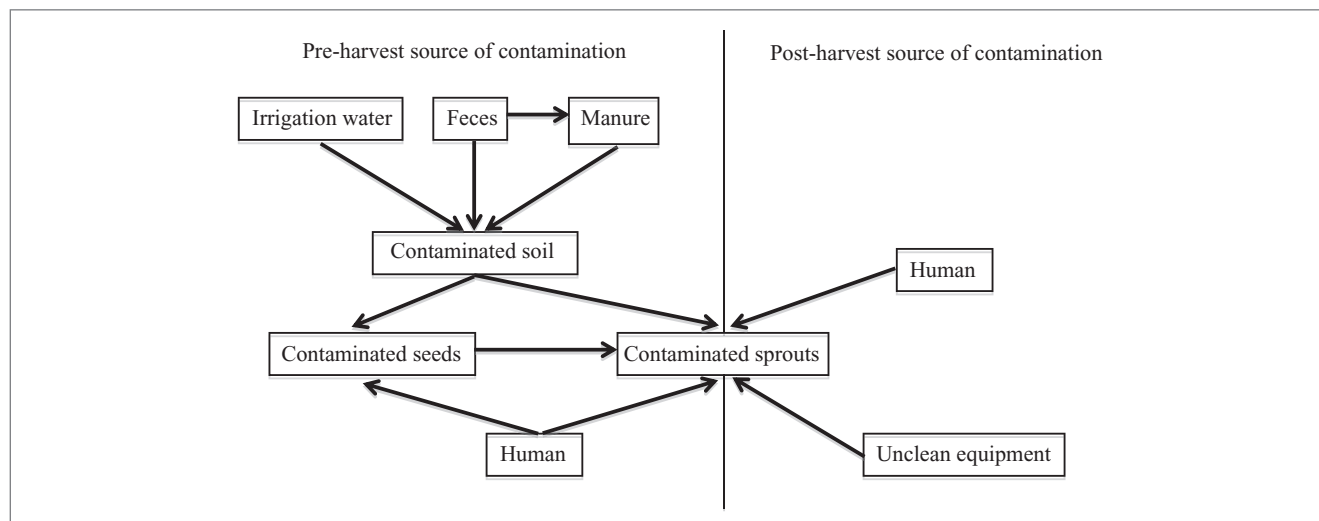 Pre-harvest source of contamination
Post-harvest source of contamination
Irrigation water
Feces
Manure
Contaminated soil
Human
Contaminated seeds
Contaminated sprouts
Human
Unclean equipment